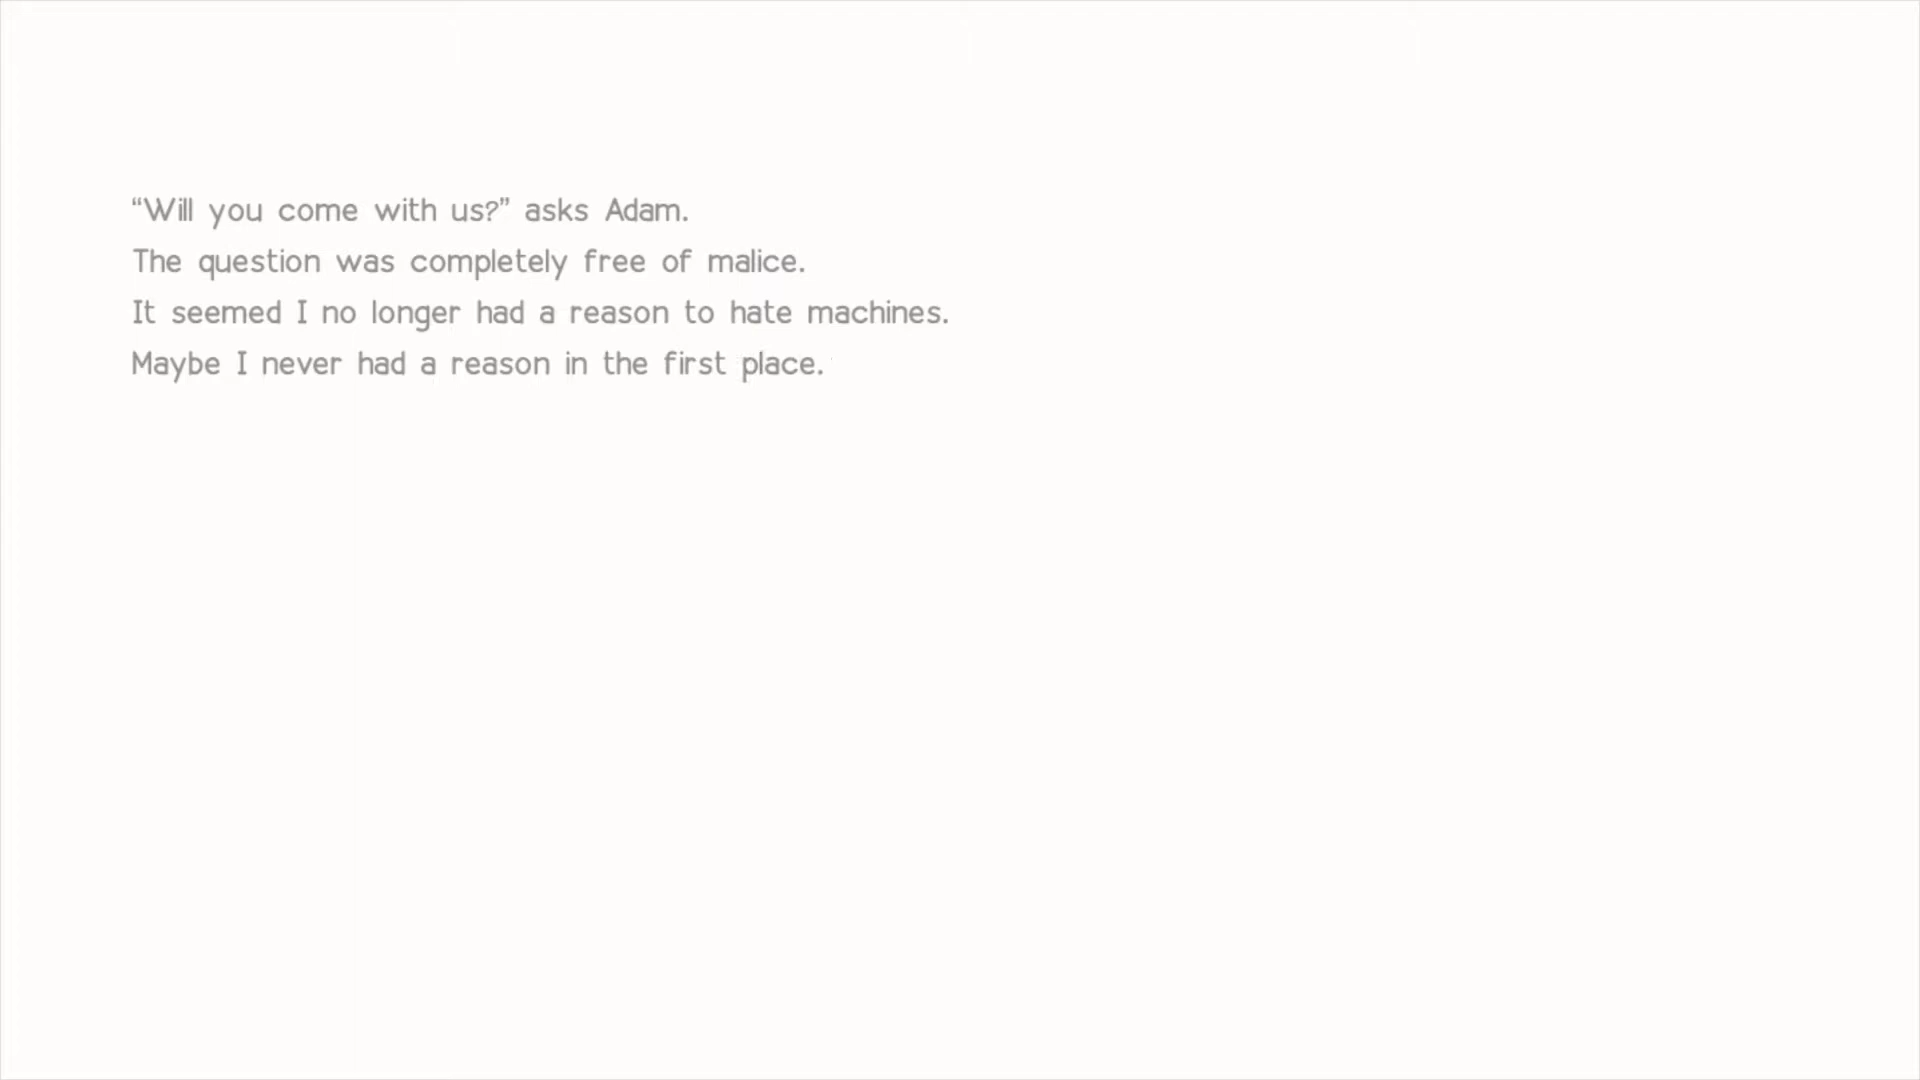 “Will you come with us?” asks Adam.
The question was completely free of malice.
It seemed I no longer had a reason to hate machines.
Maybe I never had a reason in the first place.